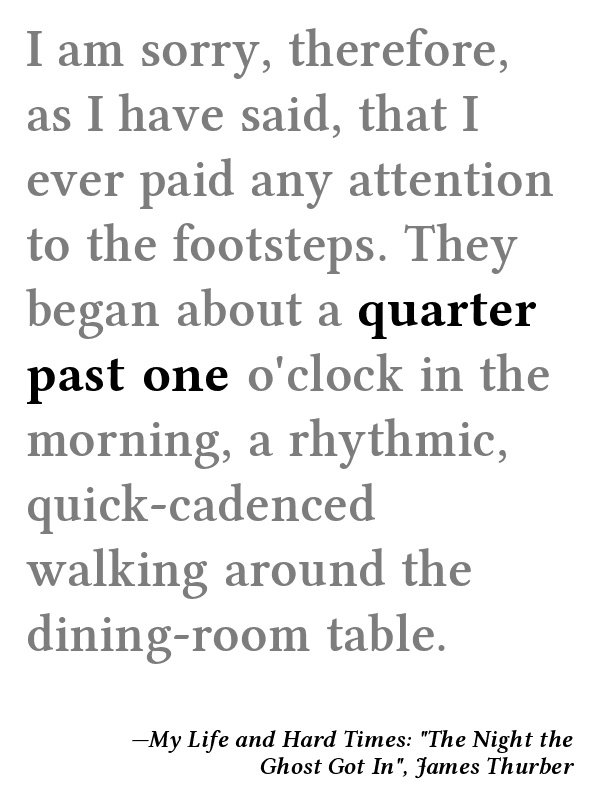 I am sorry, therefore,
as I have said, that I
ever paid any attention
to the footsteps. They
began about a quarter
past one o'clock in the
morning, a rhythmic,
quick-cadenced
walking around the
dining-room table.
—My Life and Hard Times: "The Night the
Ghost Got In", James Thurber